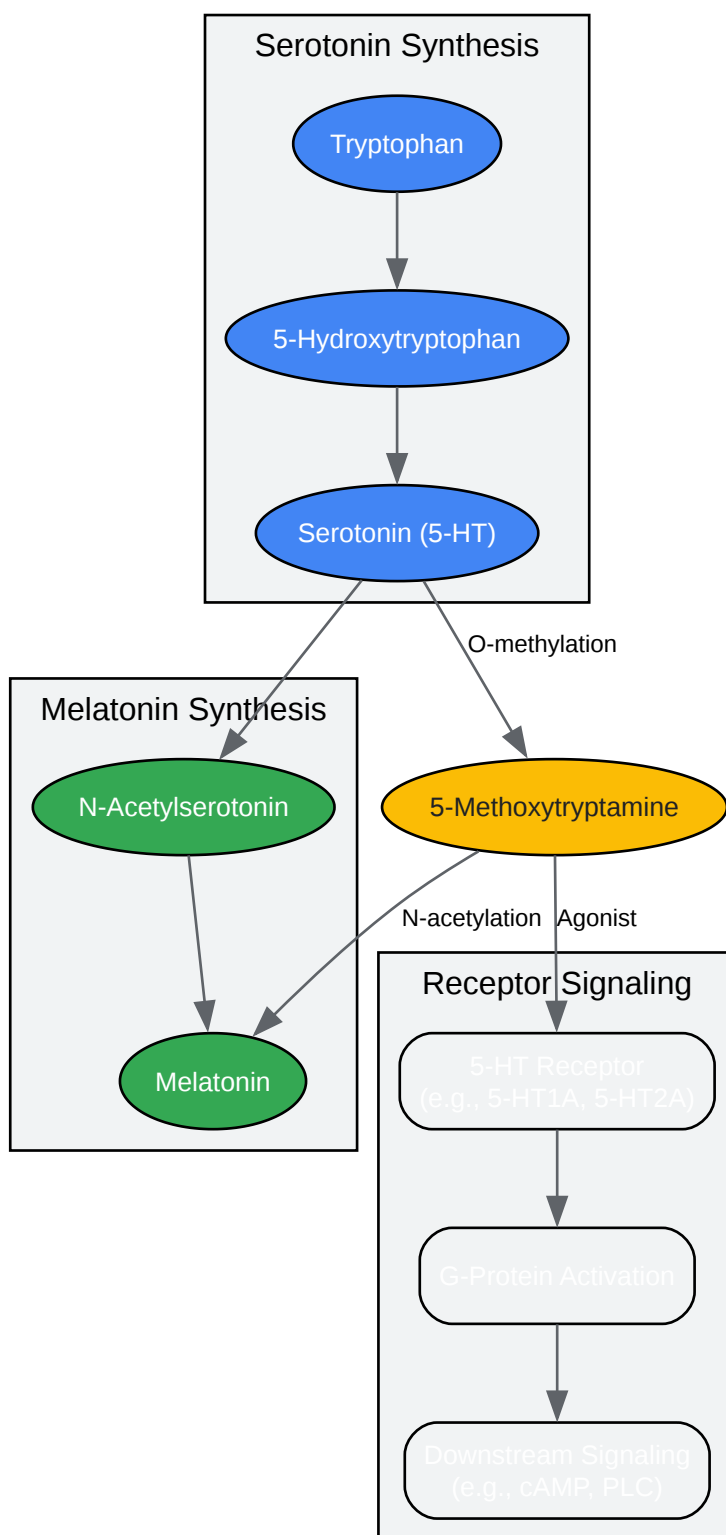 Serotonin Synthesis
Tryptophan
5-Hydroxytryptophan
Serotonin (5-HT)
O-methylation
Melatonin Synthesis
N-Acetylserotonin
5-Methoxytryptamine
N-acetylation
Agonist
Receptor Signaling
5-HT Receptor
(e.g., 5-HT1A, 5-HT2A)
Melatonin
G-Protein Activation
Downstream Signaling
(e.g., cAMP, PLC)